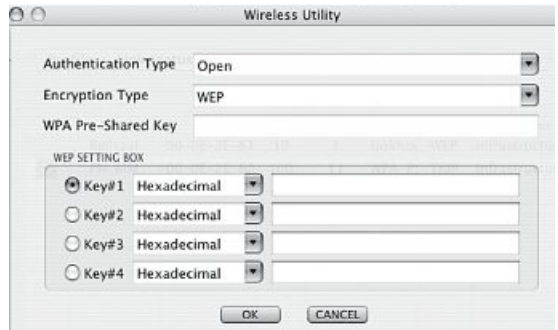 Wireless Utility
Authentication Type Open
Encryption Type WEP
WPA Pre-Shared Key
WEP SETTING BOX
Key#1 Hexadecimal
Key#2 Hexadecimal
Key#3 Hexadecimal
Key#4 Hexadecimal
OK CANCEL